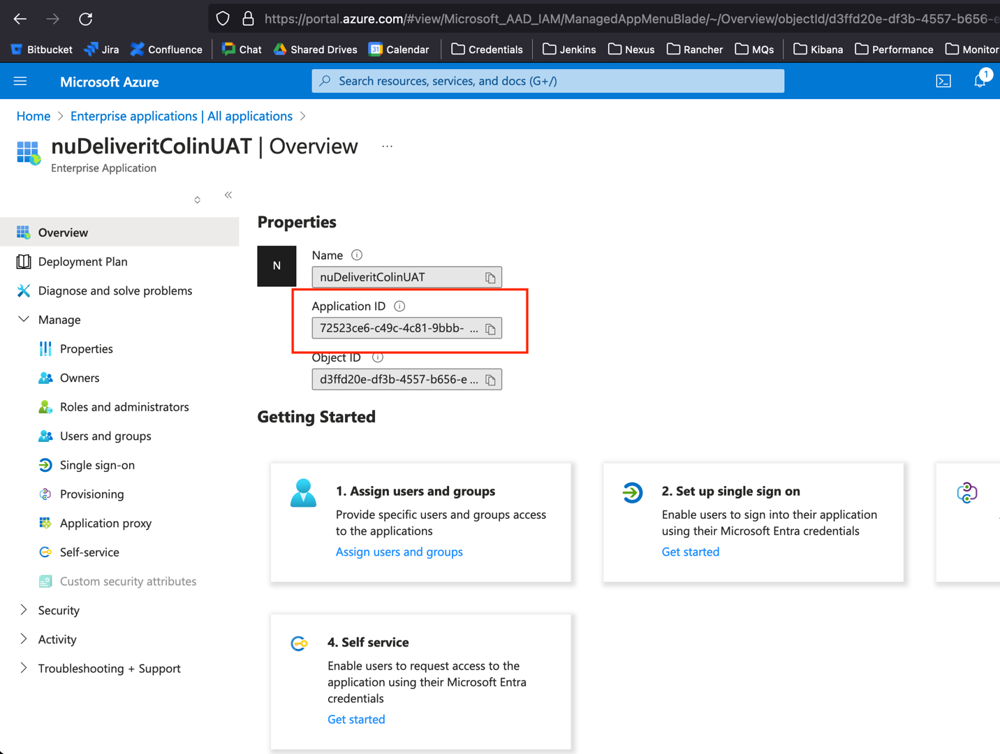 https://portal.azure.com/#view/Microsoft_AAD_IAM/ManagedAppMenuBlade/~/Overview/objectId/d3ffd20e-df3b-4557-b656-e
Bitbucket Jira Confluence Chat Shared Drives 31 Calendar Credentials Jenkins Nexus Rancher MQs Kibana Performance Monitor
Microsoft Azure
Search resources, services, and docs (G+/)
1
Home > Enterprise applications | All applications >
nuDeliveritColinUAT | Overview ...
Enterprise Application
Overview
Deployment Plan
Diagnose and solve problems
Manage
Properties
Owners
Roles and administrators
Users and groups
Single sign-on
Provisioning
Application proxy
Self-service
Custom security attributes
Security
Activity
Troubleshooting + Support
Properties
N
Name
nuDeliveritColinUAT
Application ID
72523ce6-c49c-4c81-9bbb- ...
Object ID
d3ffd20e-df3b-4557-b656-e ...
Getting Started
1. Assign users and groups
Provide specific users and groups access
to the applications
Assign users and groups
2. Set up single sign on
Enable users to sign into their application
using their Microsoft Entra credentials
Get started
4. Self service
Enable users to request access to the
application using their Microsoft Entra
credentials
Get started